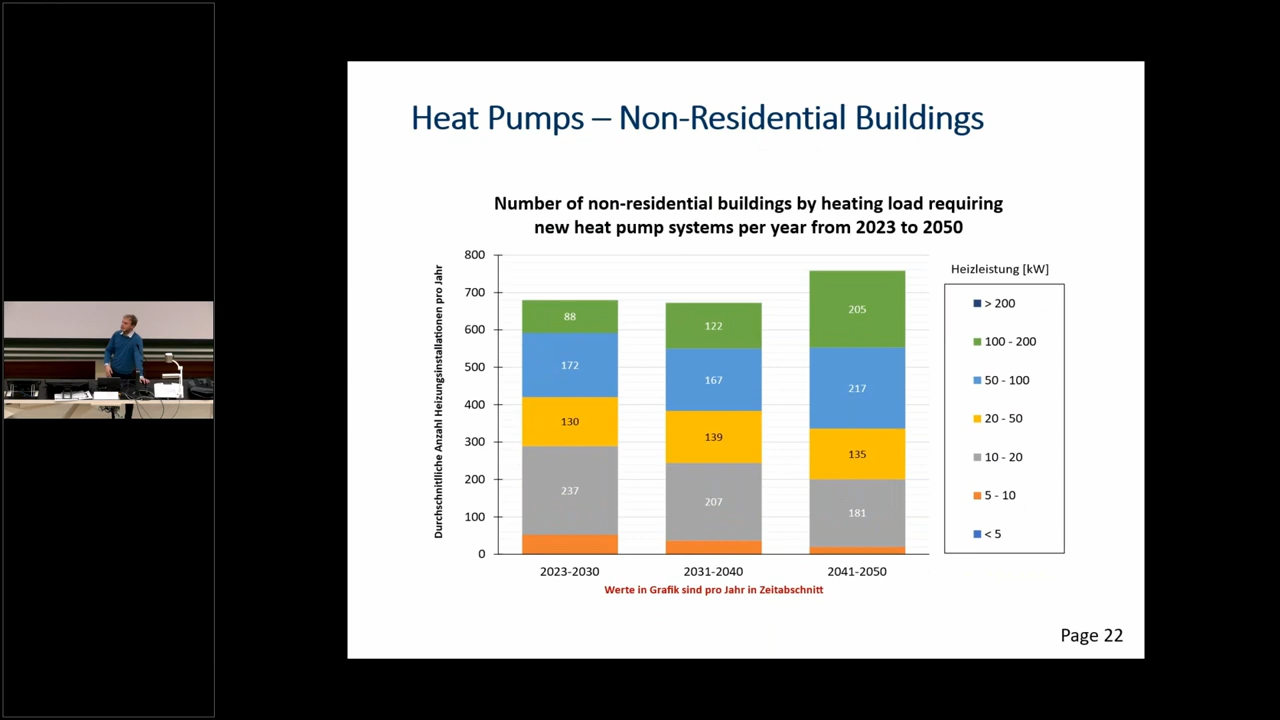 Heat Pumps – Non-Residential Buildings
Number of non-residential buildings by heating load requiring
new heat pump systems per year from 2023 to 2050
Durchschnittliche Anzahl Heizungsinstallationen pro Jahr
800
700
600
500
400
300
200
100
0
88
172
130
237
122
167
139
207
205
217
135
181
2023-2030
2031-2040
2041-2050
Werte in Grafik sind pro Jahr in Zeitabschnitt
Heizleistung [kW]
> 200
100 - 200
50 - 100
20 - 50
10 - 20
5 - 10
< 5
Page 22